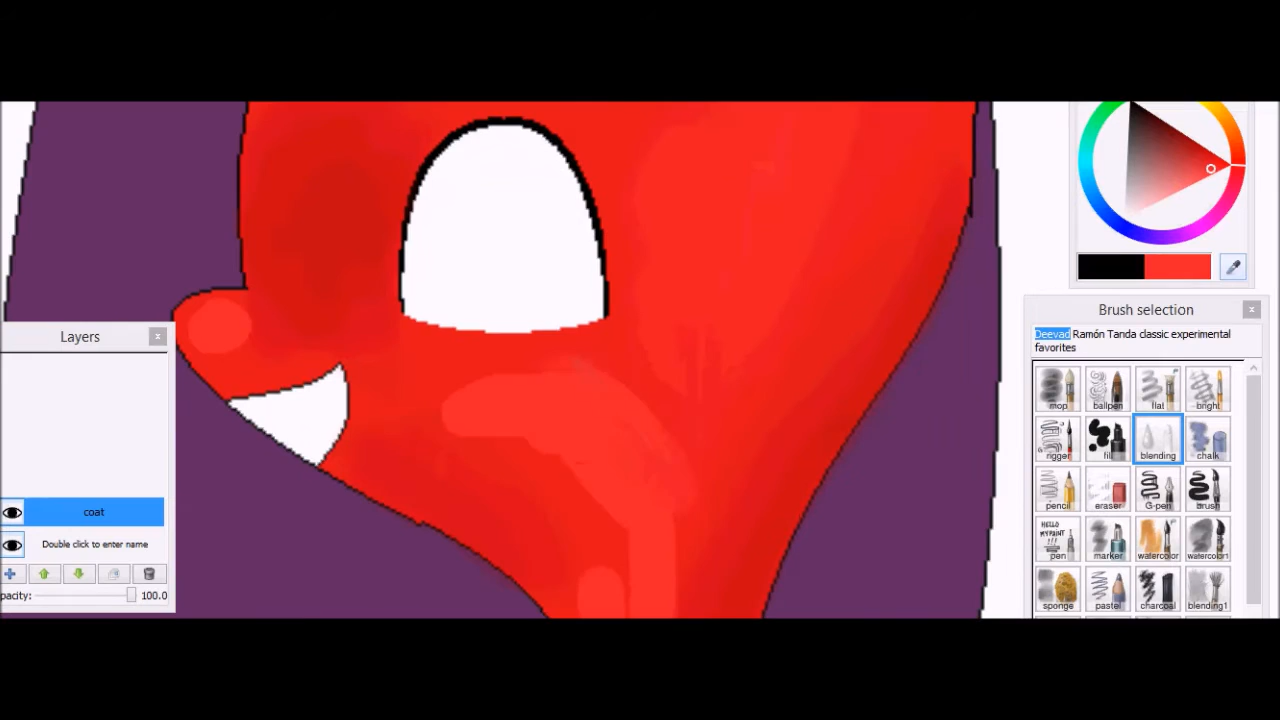 Layers
coat
Double click to enter name
pacity:
100.0
Brush selection
Deevad Ramón Tanda classic experimental
favorites
mop ballpen flat bright
rigger fill blending chalk
pencil eraser G-pen brush
HELLO
MYPAINT
!!!
pen marker watercolor watercolor1
sponge pastel charcoal blending1